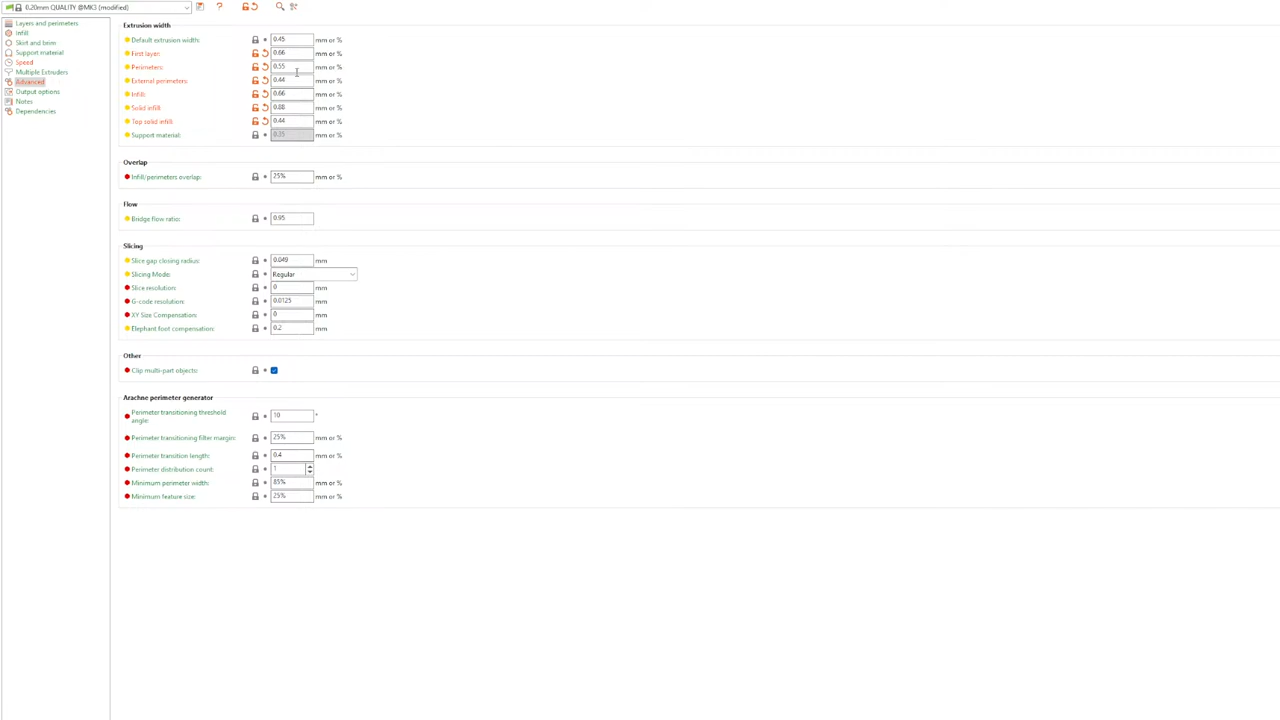 0.20mm QUALITY @MK3 (modified)
?
Layers and perimeters
Infill
Skirt and brim
Support material
Speed
Multiple Extruders
Advanced
Output options
Notes
Dependencies
Extrusion width
Default extrusion width: 0.45 mm or %
First layer: 0.66 mm or %
Perimeters: 0.55 mm or %
External perimeters: 0.44 mm or %
Infill: 0.66 mm or %
Solid infill: 0.88 mm or %
Top solid infill: 0.44 mm or %
Support material: 0.35 mm or %
Overlap
Infill/perimeters overlap: 25% mm or %
Flow
Bridge flow ratio: 0.95
Slicing
Slice gap closing radius: 0.049 mm
Slicing Mode: Regular
Slice resolution: 0 mm
G-code resolution: 0.0125 mm
XY Size Compensation: 0 mm
Elephant foot compensation: 0.2 mm
Other
Clip multi-part objects:
Arachne perimeter generator
Perimeter transitioning threshold
angle: 10 °
Perimeter transitioning filter margin: 25% mm or %
Perimeter transition length: 0.4 mm or %
Perimeter distribution count: 1
Minimum perimeter width: 85% mm or %
Minimum feature size: 25% mm or %